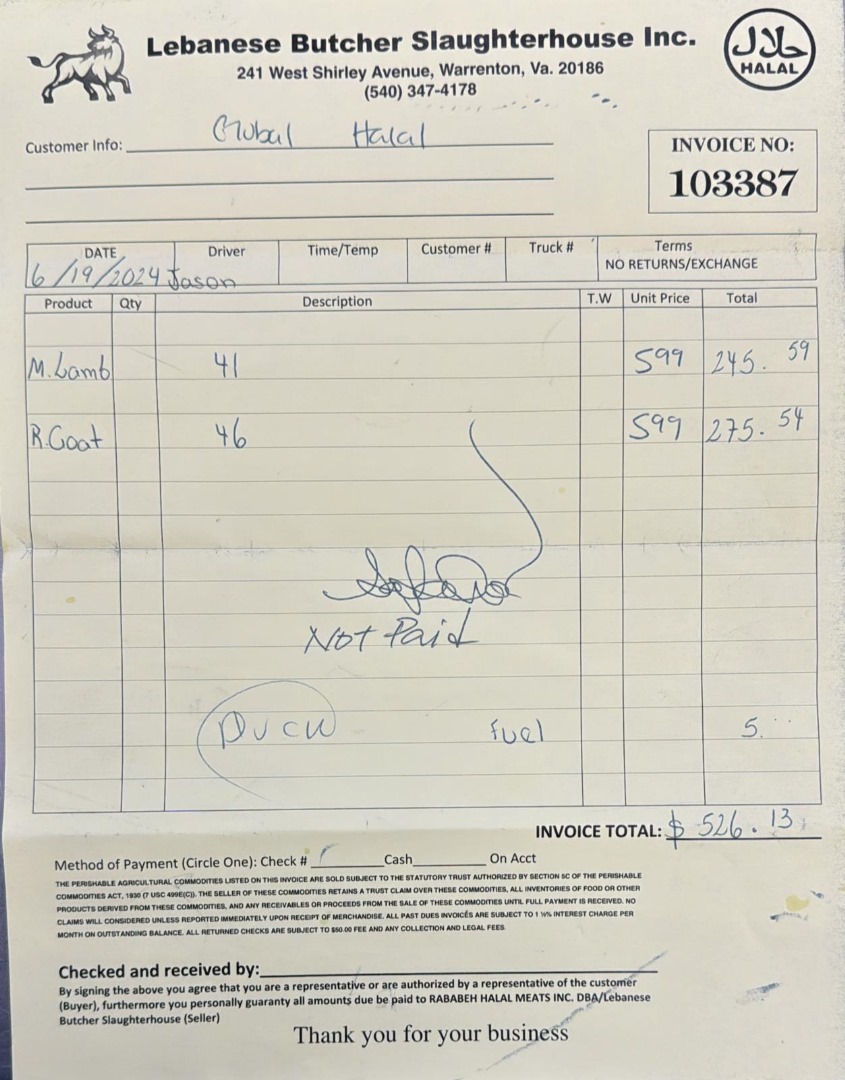 Lebanese Butcher Slaughterhouse Inc.
241 West Shirley Avenue, Warrenton, Va. 20186
(540) 347-4178
حلال
HALAL
Customer Info: Global Halal
INVOICE NO:
103387
DATE Driver Time/Temp Customer # Truck # Terms
6/19/2024 Jason NO RETURNS/EXCHANGE
Product Qty Description T.W Unit Price Total
M.Lamb 41 599 245.59
R.Goat 46 599 275.54
Not Paid
Fuel 5.
INVOICE TOTAL: $ 526.13
Method of Payment (Circle One): Check # Cash On Acct
THE PERISHABLE AGRICULTURAL COMMODITIES LISTED ON THIS INVOICE ARE SOLD SUBJECT TO THE STATUTORY TRUST AUTHORIZED BY SECTION 5C OF THE PERISHABLE
COMMODITIES ACT, 1930 (7 USC 499E(C)). THE SELLER OF THESE COMMODITIES RETAINS A TRUST CLAIM OVER THESE COMMODITIES, ALL INVENTORIES OF FOOD OR OTHER
PRODUCTS DERIVED FROM THESE COMMODITIES, AND ANY RECEIVABLES OR PROCEEDS FROM THE SALE OF THESE COMMODITIES UNTIL FULL PAYMENT IS RECEIVED. NO
CLAIMS WILL CONSIDERED UNLESS REPORTED IMMEDIATELY UPON RECEIPT OF MERCHANDISE. ALL PAST DUES INVOICES ARE SUBJECT TO 1 ½% INTEREST CHARGE PER
MONTH ON OUTSTANDING BALANCE. ALL RETURNED CHECKS ARE SUBJECT TO $50.00 FEE AND ANY COLLECTION AND LEGAL FEES.
Checked and received by:
By signing the above you agree that you are a representative or are authorized by a representative of the customer
(Buyer), furthermore you personally guaranty all amounts due be paid to RABABEH HALAL MEATS INC. DBA/Lebanese
Butcher Slaughterhouse (Seller)
Thank you for your business